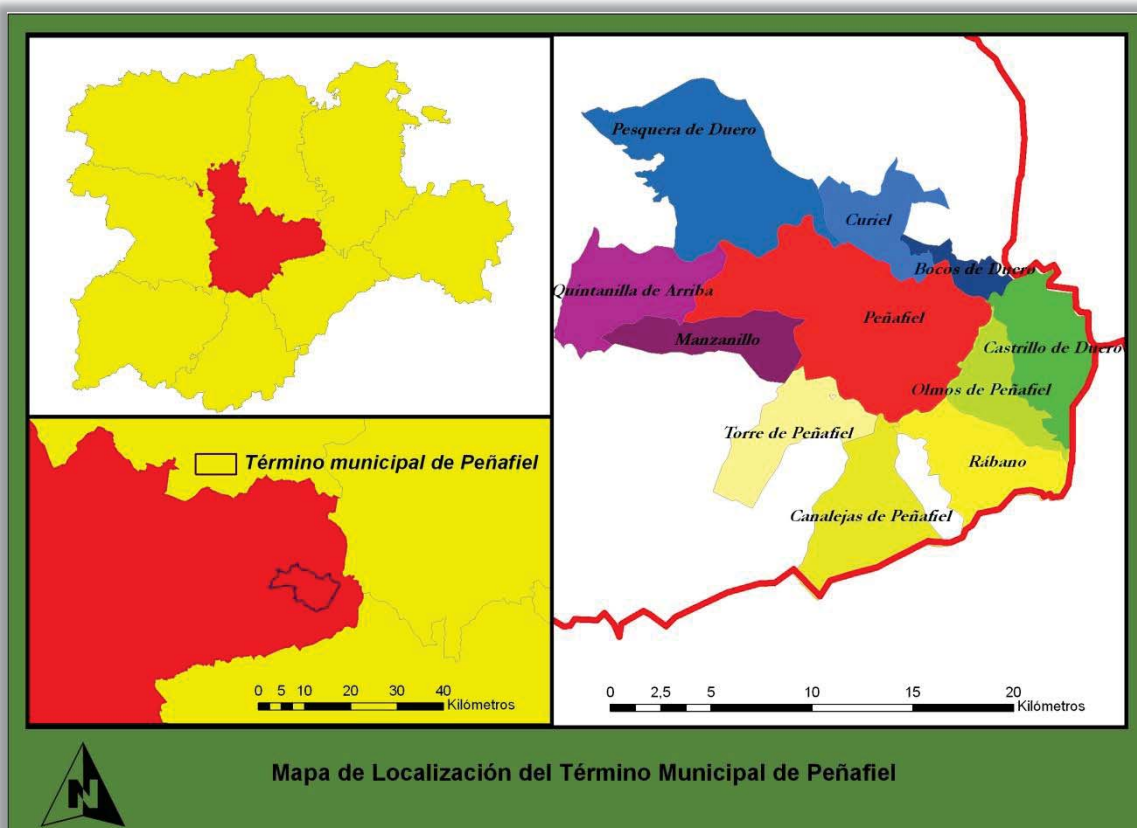 Pesquera de Duero
Curiel
Bocos de Duero
Quintanilla de Arriba
Peñafiel
Manzanillo
Castrillo de Duero
Olmos de Peñafiel
Torre de Peñafiel
Rábano
Canalejas de Peñafiel
Término municipal de Peñafiel
0 5 10 20 30 40
Kilómetros
0 2,5 5 10 15 20
Kilómetros
N
Mapa de Localización del Término Municipal de Peñafiel